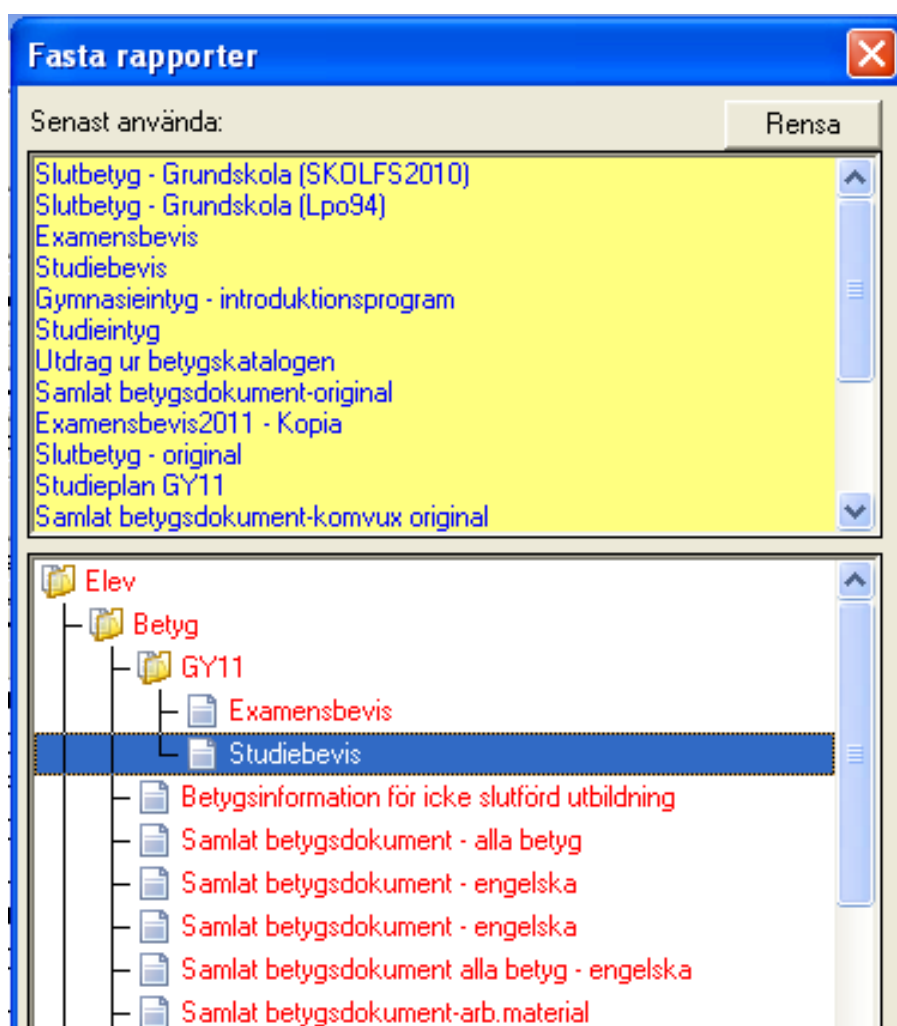 Fasta rapporter
Senast använda:
Rensa
Slutbetyg - Grundskola (SKOLFS2010)
Slutbetyg - Grundskola (Lpo94)
Examensbevis
Studiebevis
Gymnasieintyg - introduktionsprogram
Studieintyg
Utdrag ur betygskatalogen
Samlat betygsdokument-original
Examensbevis2011 - Kopia
Slutbetyg - original
Studieplan GY11
Samlat betygsdokument-komvux original
Elev
Betyg
GY11
Examensbevis
Studiebevis
Betygsinformation för icke slutförd utbildning
Samlat betygsdokument - alla betyg
Samlat betygsdokument - engelska
Samlat betygsdokument - engelska
Samlat betygsdokument alla betyg - engelska
Samlat betygsdokument-arb.material